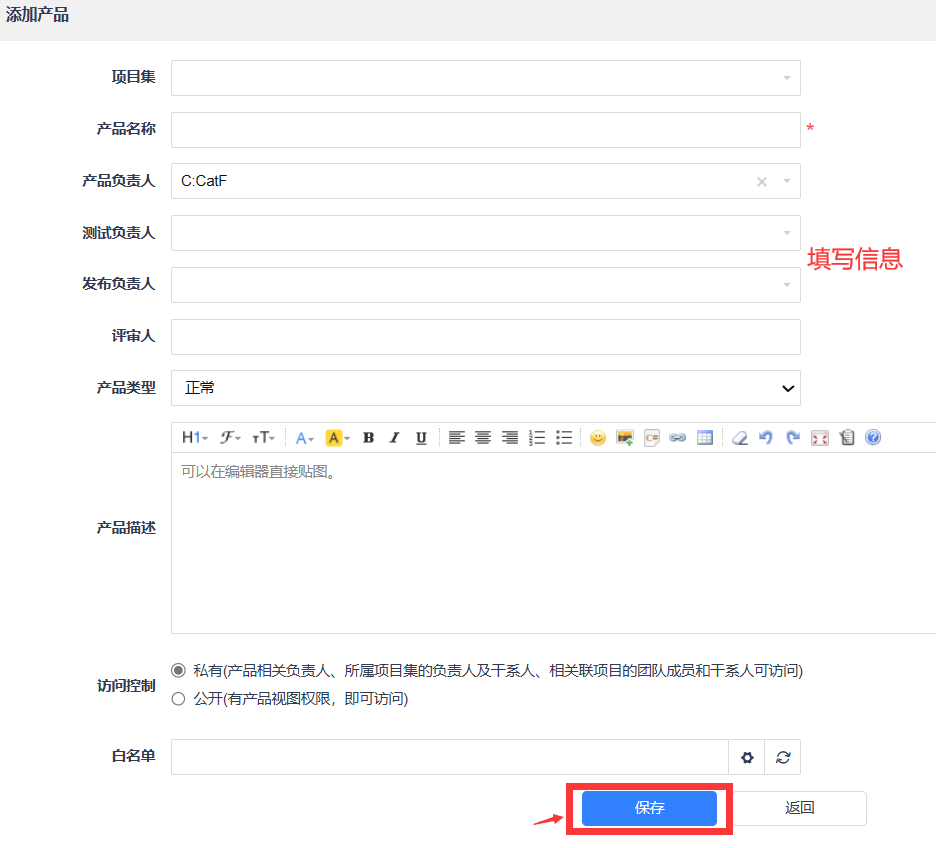 添加产品
项目集
产品名称 *
产品负责人 C:CatF
测试负责人
填写信息
发布负责人
评审人
产品类型 正常
H1 F тT A A B I U
可以在编辑器直接贴图。
产品描述
私有(产品相关负责人、所属项目集的负责人及干系人、相关联项目的团队成员和干系人可访问)
访问控制
公开(有产品视图权限，即可访问)
白名单
保存 返回